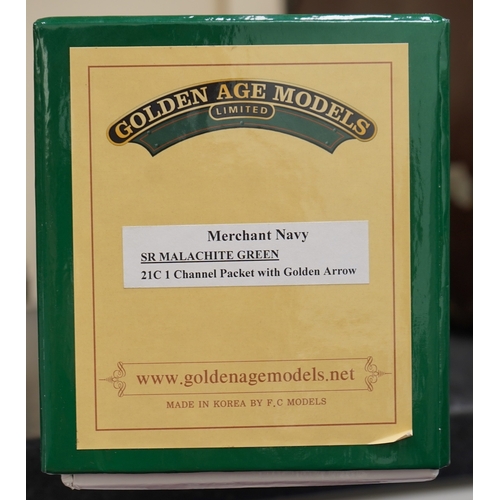 GOLDEN AGE MODELS
LIMITED
Merchant Navy
SR MALACHITE GREEN
21C 1 Channel Packet with Golden Arrow
www.goldenagemodels.net
MADE IN KOREA BY F,C MODELS